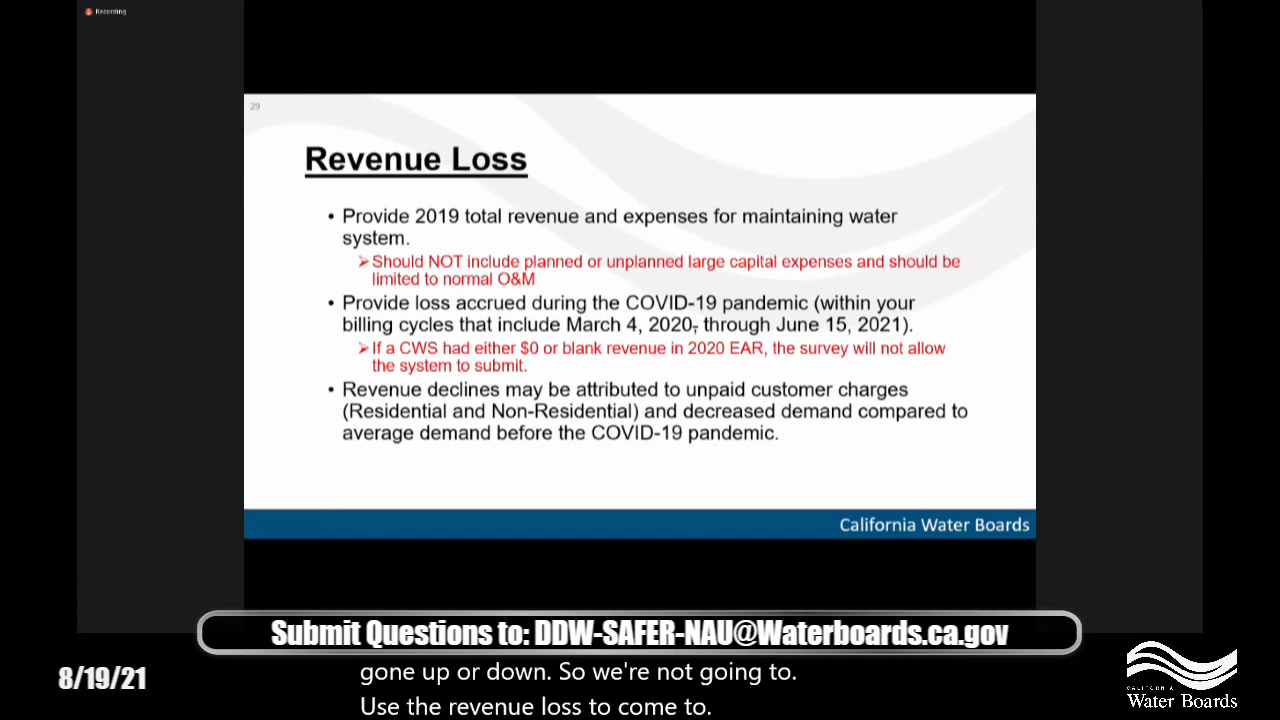 Recording
29
Revenue Loss
• Provide 2019 total revenue and expenses for maintaining water
system.
➢Should NOT include planned or unplanned large capital expenses and should be
limited to normal O&M
• Provide loss accrued during the COVID-19 pandemic (within your
billing cycles that include March 4, 2020, through June 15, 2021).
➢If a CWS had either $0 or blank revenue in 2020 EAR, the survey will not allow
the system to submit.
• Revenue declines may be attributed to unpaid customer charges
(Residential and Non-Residential) and decreased demand compared to
average demand before the COVID-19 pandemic.
California Water Boards
Submit Questions to: DDW-SAFER-NAU@Waterboards.ca.gov
8/19/21
gone up or down. So we're not going to.
Use the revenue loss to come to.
CALIFORNIA
Water Boards